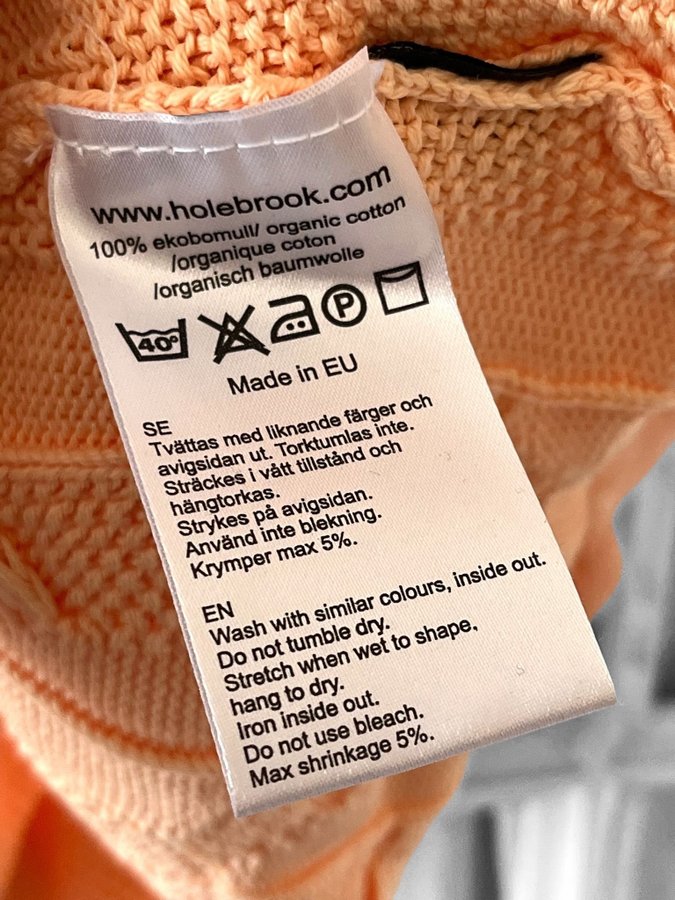 www.holebrook.com
100% ekobomull/ organic cotton
/organique coton
/organisch baumwolle
40° P
Made in EU
SE
Tvättas med liknande färger och
avigsidan ut. Torktumlas inte.
Sträckes i vått tillstånd och
hängtorkas.
Strykes på avigsidan.
Använd inte blekning.
Krymper max 5%.
EN
Wash with similar colours, inside out.
Do not tumble dry.
Stretch when wet to shape,
hang to dry.
Iron inside out.
Do not use bleach.
Max shrinkage 5%.